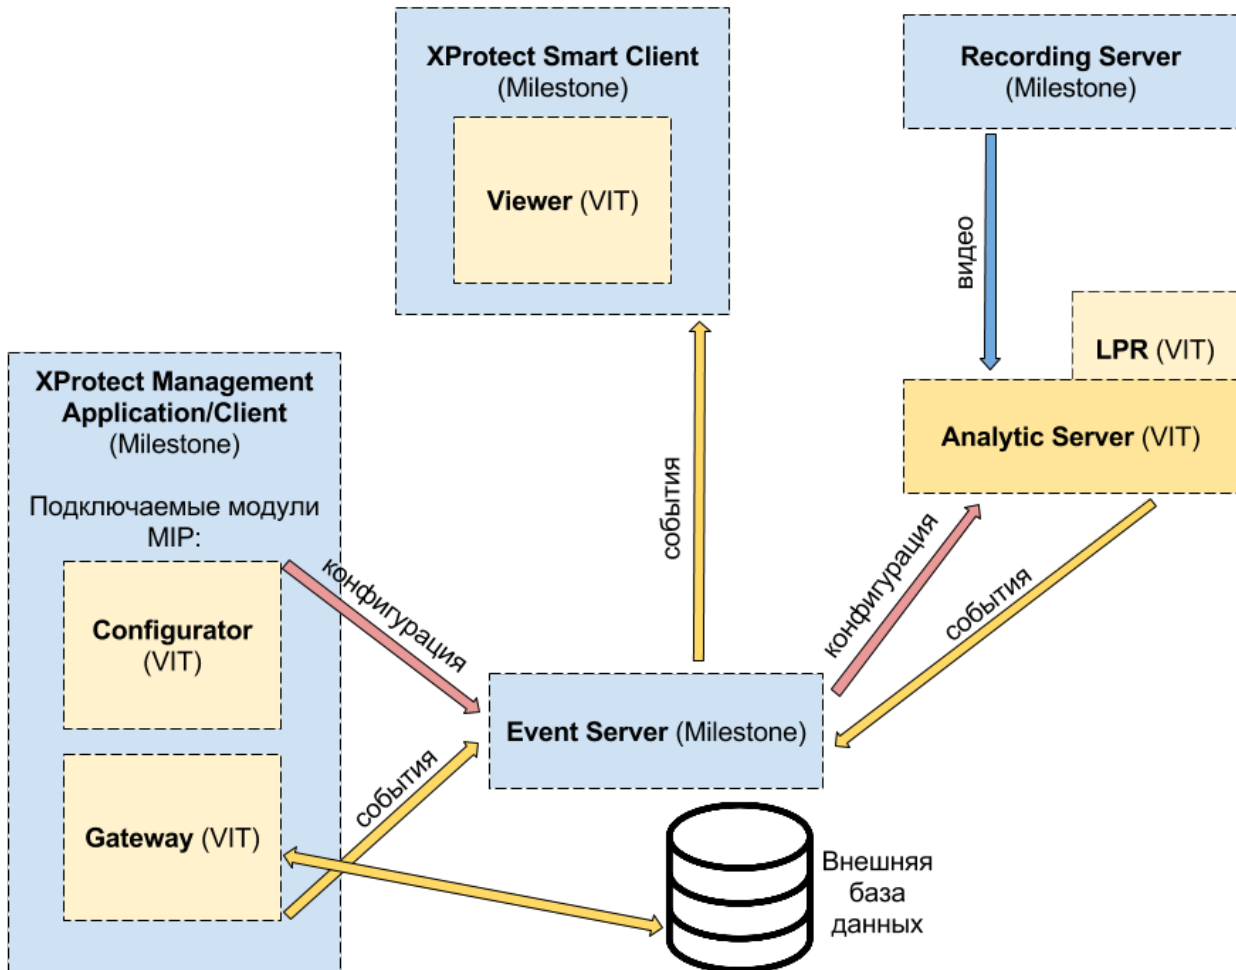 XProtect Smart Client
(Milestone)
Viewer (VIT)
Recording Server
(Milestone)
видео
LPR (VIT)
Analytic Server (VIT)
XProtect Management
Application/Client
(Milestone)
Подключаемые модули
MIP:
Configurator
(VIT)
Gateway (VIT)
конфигурация
события
события
конфигурация
события
Event Server (Milestone)
Внешняя
база
данных